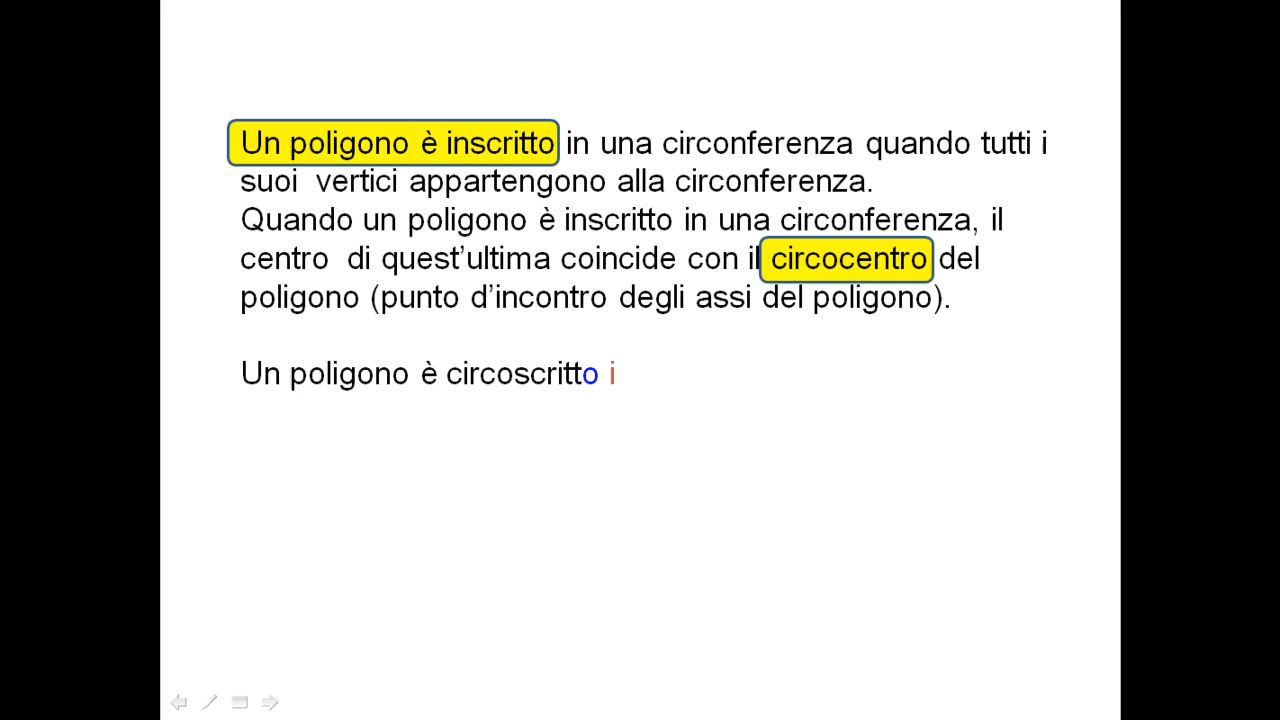 Un poligono è inscritto in una circonferenza quando tutti i
suoi  vertici appartengono alla circonferenza.
Quando un poligono è inscritto in una circonferenza, il
centro  di quest’ultima coincide con il circocentro del
poligono (punto d’incontro degli assi del poligono).
Un poligono è circoscritto i